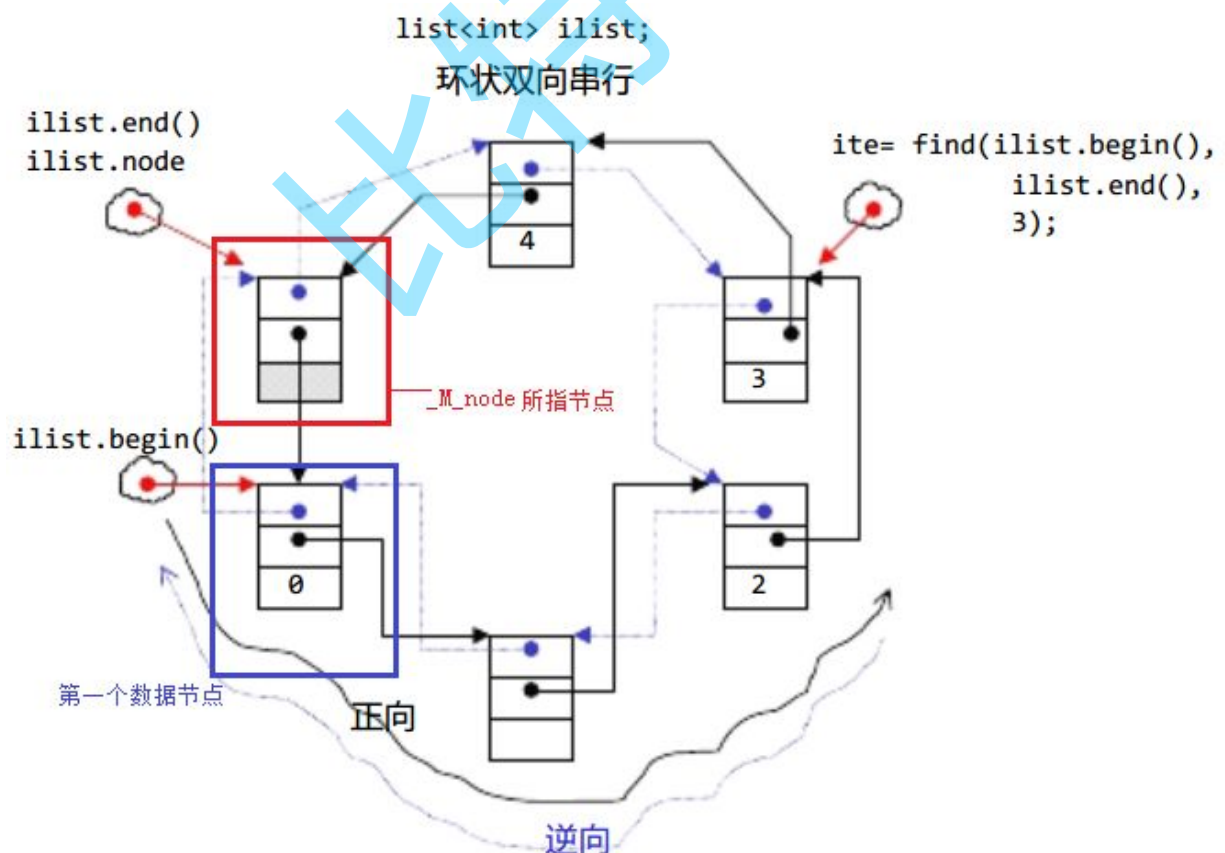 list<int> ilist;
环状双向串行
比特
ilist.end()
ilist.node
ite= find(ilist.begin(),
ilist.end(),
3);
4
3
_M_node 所指节点
ilist.begin()
0
2
第一个数据节点
正向
逆向